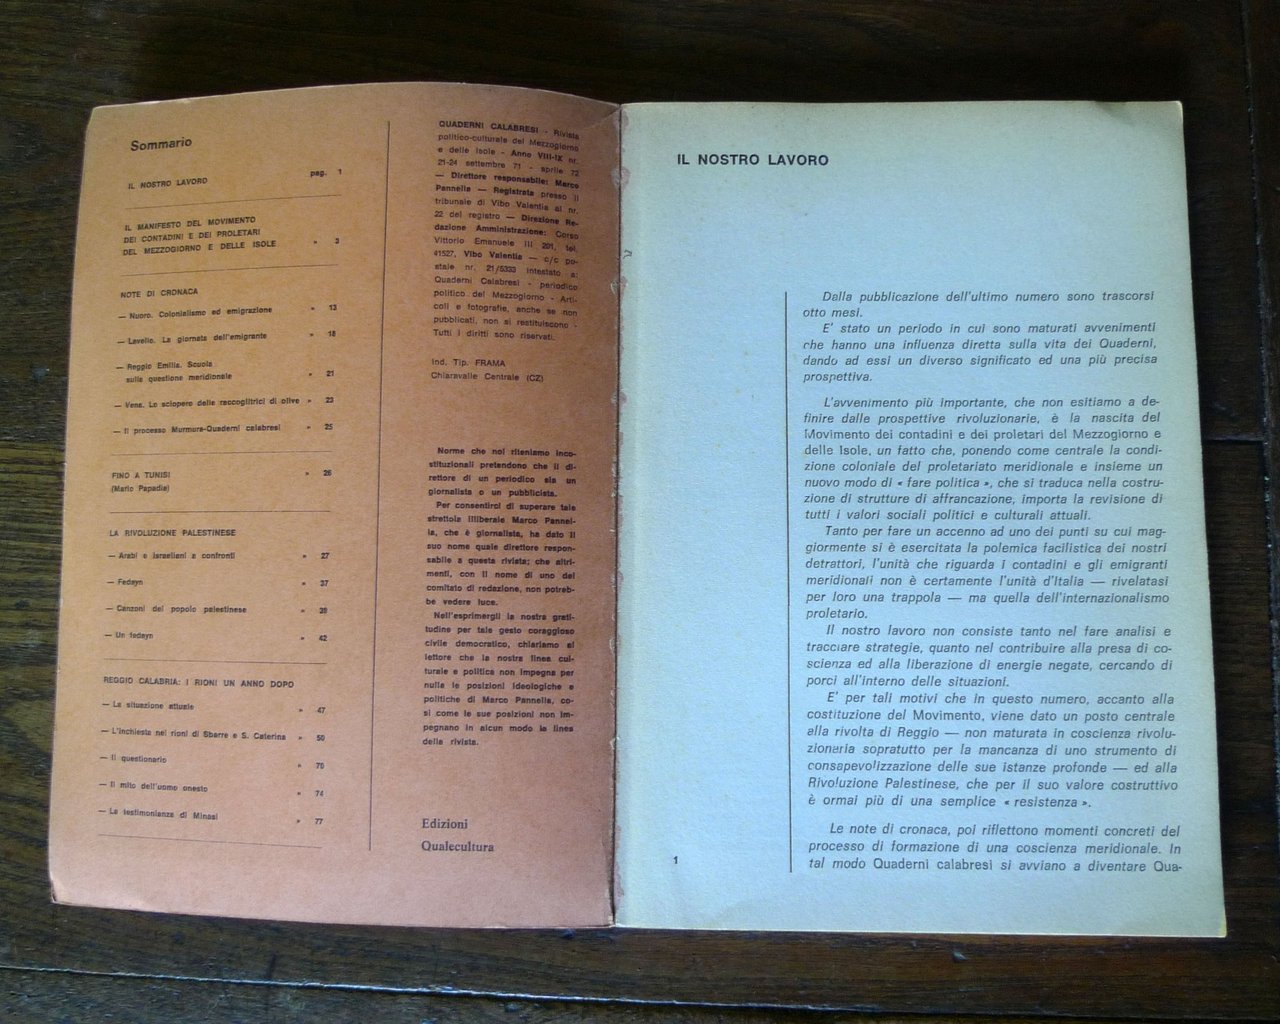 Sommario
IL NOSTRO LAVORO pag. 1
IL MANIFESTO DEL MOVIMENTO
DEI CONTADINI E DEI PROLETARI
DEL MEZZOGIORNO E DELLE ISOLE » 3
NOTE DI CRONACA
— Nuoro. Colonialismo ed emigrazione » 13
— Lavello. La giornata dell'emigrante » 18
— Reggio Emilia. Scuola
sulla questione meridionale » 21
— Vena. Lo sciopero delle raccoglitrici di olive » 23
— Il processo Murmura-Quaderni calabresi » 25
FINO A TUNISI » 26
(Mario Papadia)
LA RIVOLUZIONE PALESTINESE
— Arabi e israeliani a confronti » 27
— Fedayn » 37
— Canzoni del popolo palestinese » 39
— Un fedayn » 42
REGGIO CALABRIA: I RIONI UN ANNO DOPO
— La situazione attuale » 47
— L'inchiesta nei rioni di Sbarre e S. Caterina » 50
— Il questionario » 70
— Il mito dell'uomo onesto » 74
— La testimonianza di Minasi » 77
QUADERNI CALABRESI - Rivista
politico-culturale del Mezzogiorno
e delle Isole - Anno VIII-IX nr.
21-24 settembre 71 - aprile 72
— Direttore responsabile: Marco
Pannella — Registrata presso il
tribunale di Vibo Valentia al nr.
22 del registro — Direzione Re-
dazione Amministrazione: Corso
Vittorio Emanuele III 201, tel.
41527, Vibo Valentia — c/c po-
stale nr. 21/5333 intestato a:
Quaderni Calabresi - periodico
politico del Mezzogiorno - Arti-
coli e fotografie, anche se non
pubblicati, non si restituiscono -
Tutti i diritti sono riservati.
Ind. Tip. FRAMA
Chiaravalle Centrale (CZ)
Norme che noi riteniamo inco-
stituzionali pretendono che il di-
rettore di un periodico sia un
giornalista o un pubblicista.
Per consentirci di superare tale
strettoia illiberale Marco Pannel-
la, che è giornalista, ha dato il
suo nome quale direttore respon-
sabile a questa rivista; che altri-
menti, con il nome di uno del
comitato di redazione, non potreb-
be vedere luce.
Nell'esprimergli la nostra grati-
tudine per tale gesto coraggioso
civile democratico, chiariamo al
lettore che la nostra linea cul-
turale e politica non impegna per
nulla le posizioni ideologiche e
politiche di Marco Pannella, co-
sì come le sue posizioni non im-
pegnano in alcun modo la linea
della rivista.
Edizioni
Qualecultura
IL NOSTRO LAVORO
Dalla pubblicazione dell'ultimo numero sono trascorsi
otto mesi.
E' stato un periodo in cui sono maturati avvenimenti
che hanno una influenza diretta sulla vita dei Quaderni,
dando ad essi un diverso significato ed una più precisa
prospettiva.
L'avvenimento più importante, che non esitiamo a de-
finire dalle prospettive rivoluzionarie, è la nascita del
Movimento dei contadini e dei proletari del Mezzogiorno e
delle Isole, un fatto che, ponendo come centrale la condi-
zione coloniale del proletariato meridionale e insieme un
nuovo modo di « fare politica », che si traduca nella costru-
zione di strutture di affrancazione, importa la revisione di
tutti i valori sociali politici e culturali attuali.
Tanto per fare un accenno ad uno dei punti su cui mag-
giormente si è esercitata la polemica facilistica dei nostri
detrattori, l'unità che riguarda i contadini e gli emigranti
meridionali non è certamente l'unità d'Italia — rivelatasi
per loro una trappola — ma quella dell'internazionalismo
proletario.
Il nostro lavoro non consiste tanto nel fare analisi e
tracciare strategie, quanto nel contribuire alla presa di co-
scienza ed alla liberazione di energie negate, cercando di
porci all'interno delle situazioni.
E' per tali motivi che in questo numero, accanto alla
costituzione del Movimento, viene dato un posto centrale
alla rivolta di Reggio — non maturata in coscienza rivolu-
zionaria sopratutto per la mancanza di uno strumento di
consapevolizzazione delle sue istanze profonde — ed alla
Rivoluzione Palestinese, che per il suo valore costruttivo
è ormai più di una semplice « resistenza ».
Le note di cronaca, poi riflettono momenti concreti del
processo di formazione di una coscienza meridionale. In
tal modo Quaderni calabresi si avviano a diventare Qua-
1